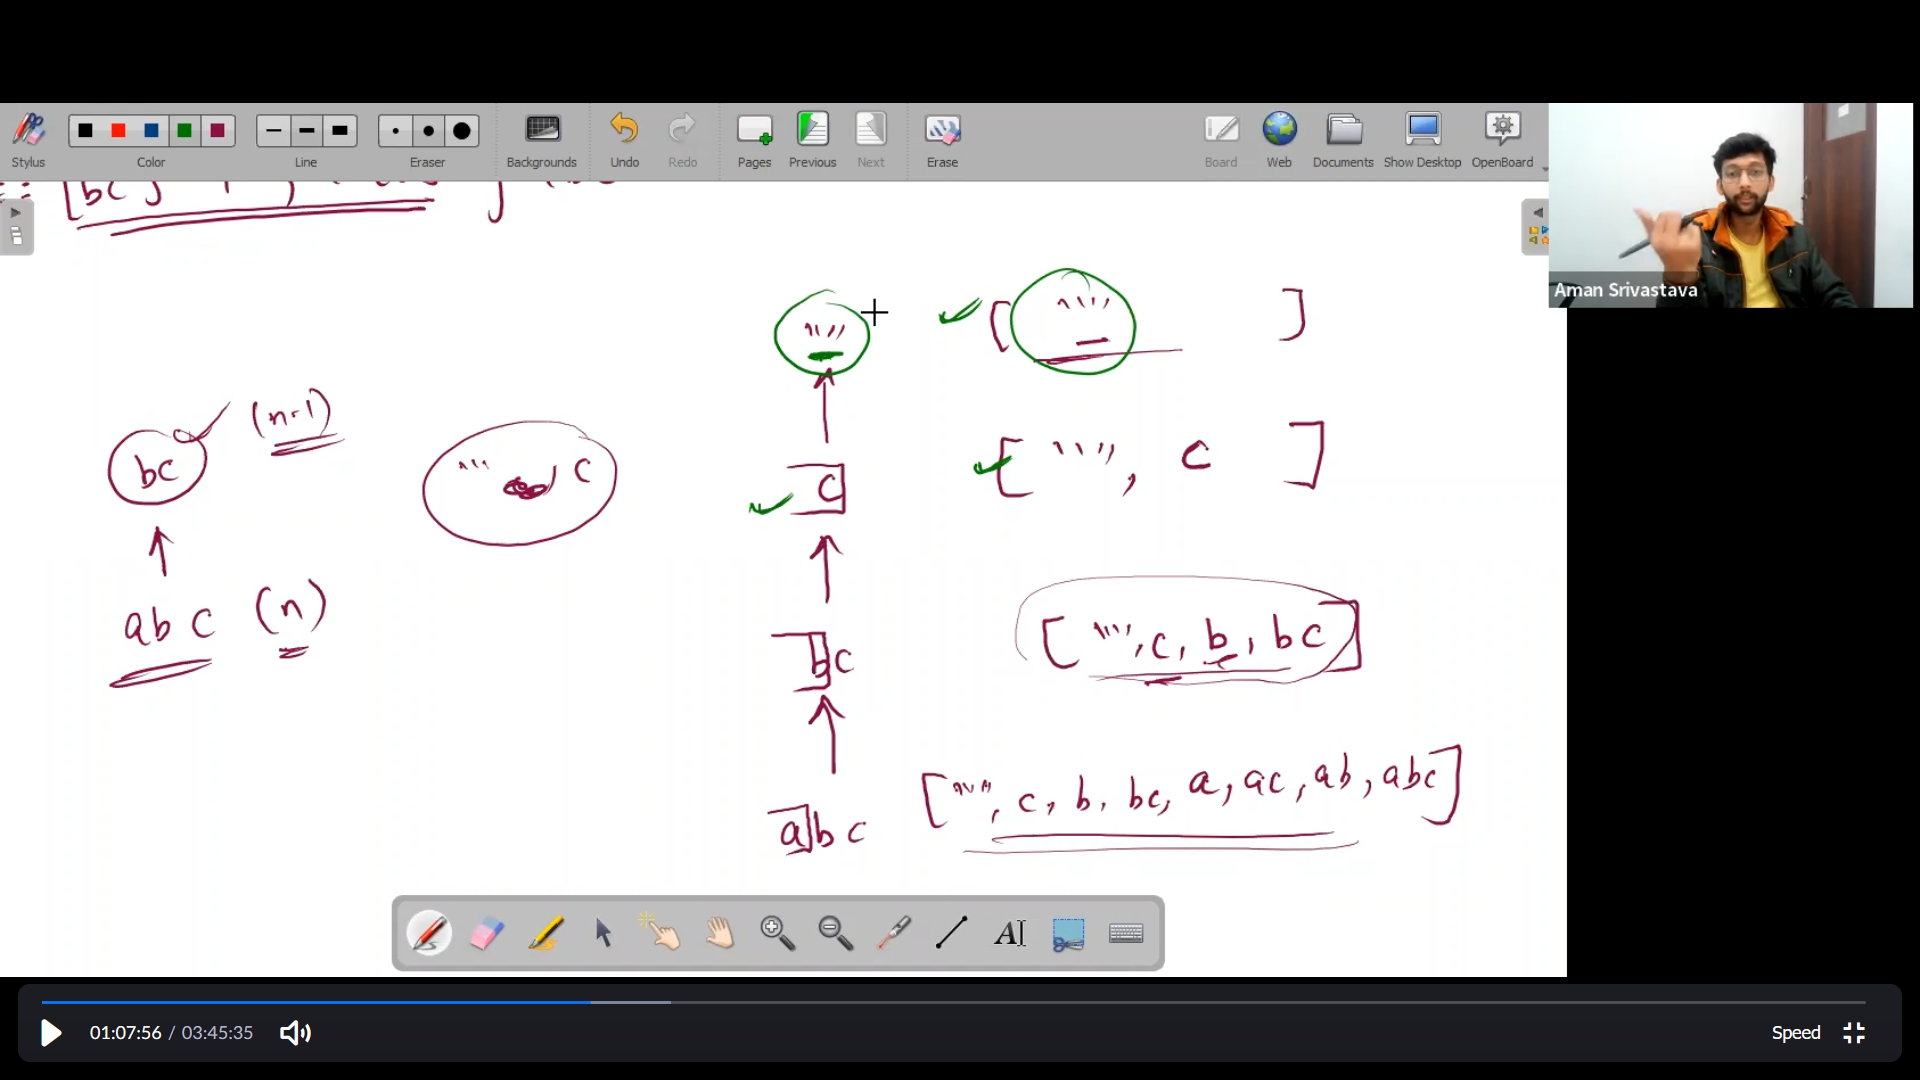 Stylus Color Line Eraser Backgrounds Undo Redo Pages Previous Next Erase Board Web Documents Show Desktop OpenBoard
Aman Srivastava
[bc]
"" [ "" ]
bc (n-1) "" , c c [ "", c ]
abc (n) bc [ "", c, b, bc ]
abc [ "", c, b, bc, a, ac, ab, abc ]
AI
01:07:56 / 03:45:35 Speed